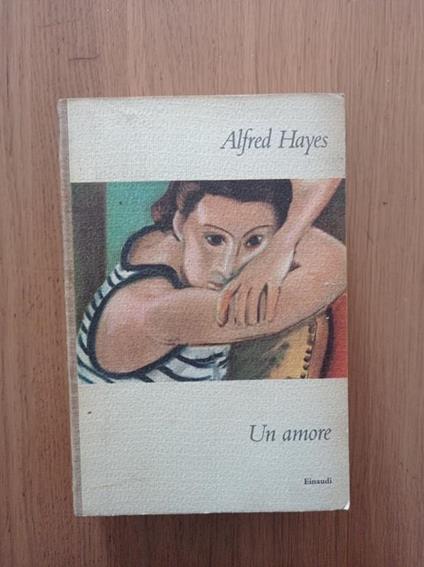 Alfred Hayes
Un amore
Einaudi